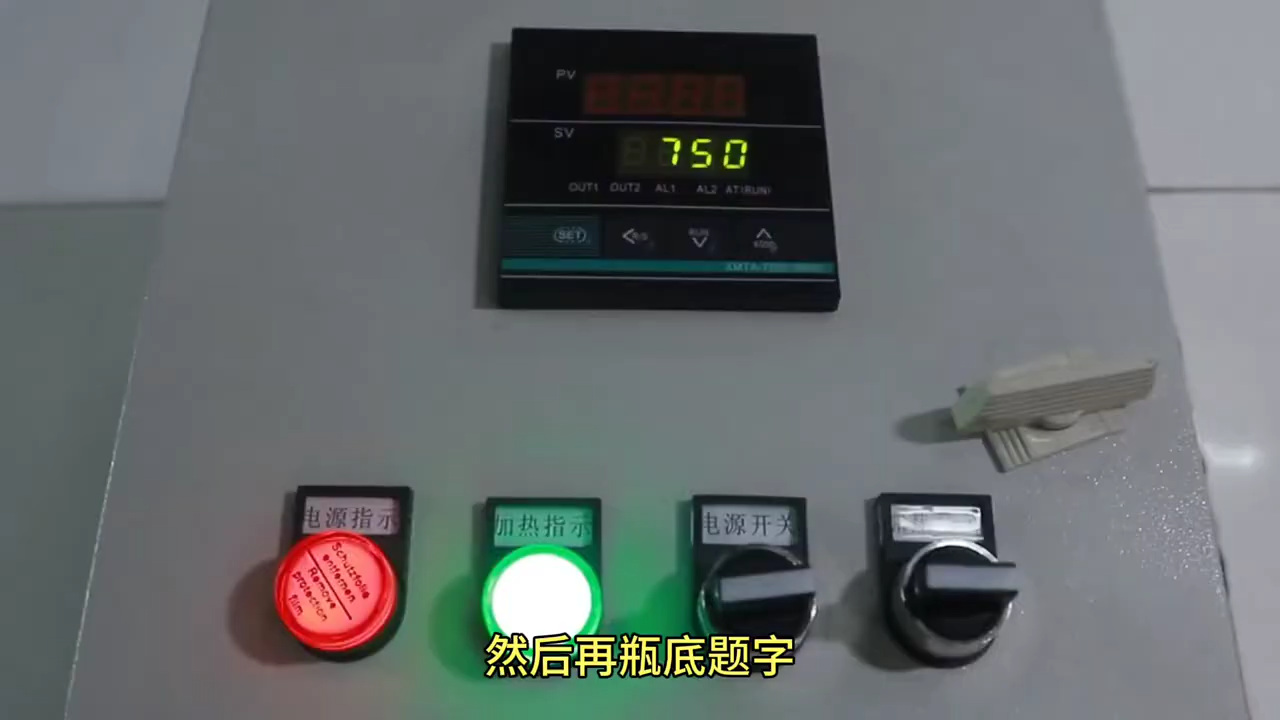 PV
SV
750
OUT1 OUT2 AL1 AL2 AT(RUN)
SET
电源指示
加热指示
电源开关
Schutzfolie
entfernen
Remove
protection
film
然后再瓶底题字